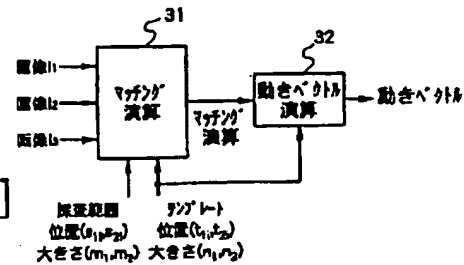 31
32
画像I₁
画像I₂
画像I₃
マッチング
演算
マッチング
演算
動きベクトル
演算
動きベクトル
探査範囲
位置(s₁,s₂)
大きさ(m₁,m₂)
テンプレート
位置(t₁,t₂)
大きさ(n₁,n₂)